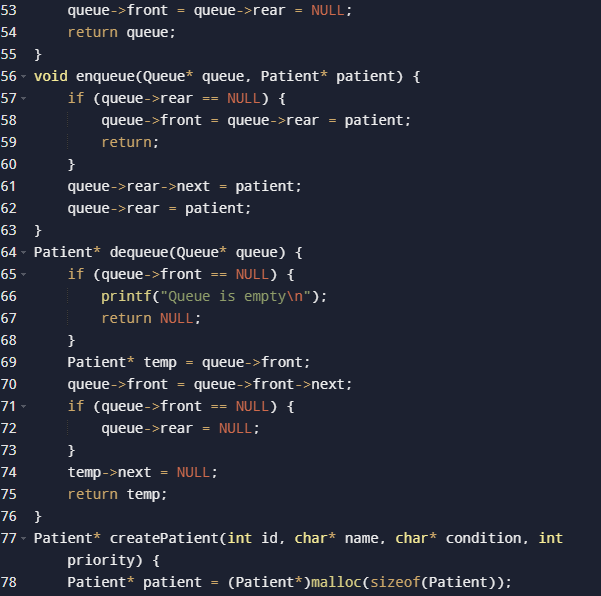 53 queue->front = queue->rear = NULL;
54 return queue;
55 }
56 void enqueue(Queue* queue, Patient* patient) {
57 if (queue->rear == NULL) {
58 queue->front = queue->rear = patient;
59 return;
60 }
61 queue->rear->next = patient;
62 queue->rear = patient;
63 }
64 Patient* dequeue(Queue* queue) {
65 if (queue->front == NULL) {
66 printf("Queue is empty\n");
67 return NULL;
68 }
69 Patient* temp = queue->front;
70 queue->front = queue->front->next;
71 if (queue->front == NULL) {
72 queue->rear = NULL;
73 }
74 temp->next = NULL;
75 return temp;
76 }
77 Patient* createPatient(int id, char* name, char* condition, int
priority) {
78 Patient* patient = (Patient*)malloc(sizeof(Patient));